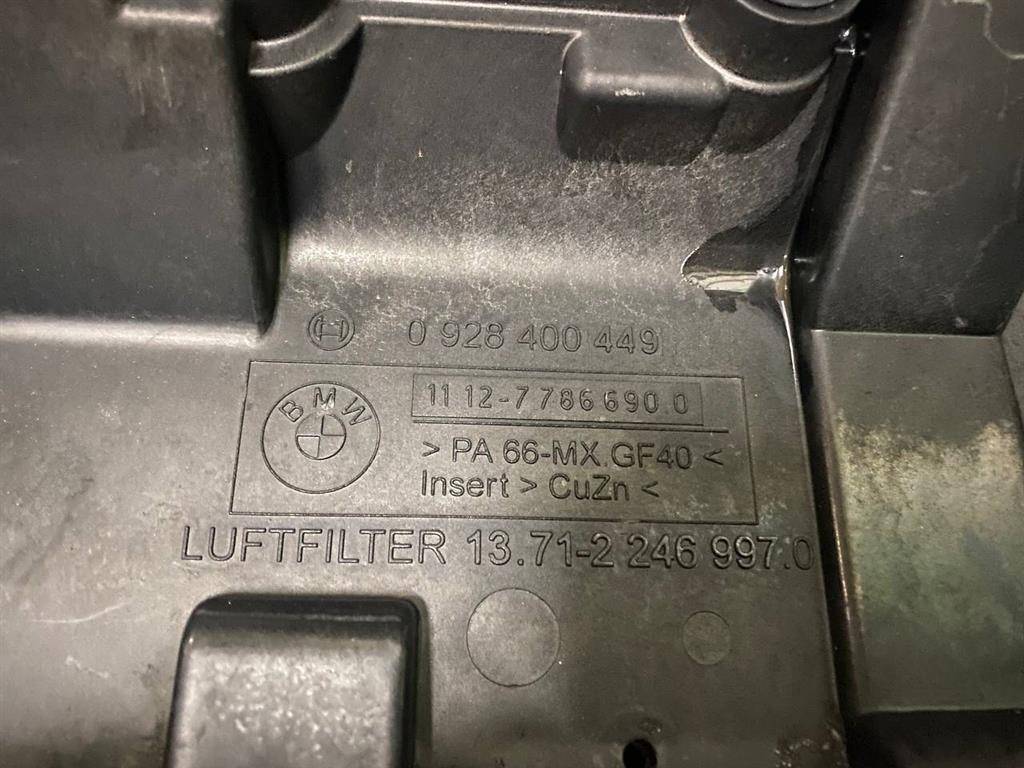 0 928 400 449
BMW
11 12-7 786 690.0
> PA 66-MX.GF40 <
Insert > CuZn <
LUFTFILTER 13.71-2 246 997.0